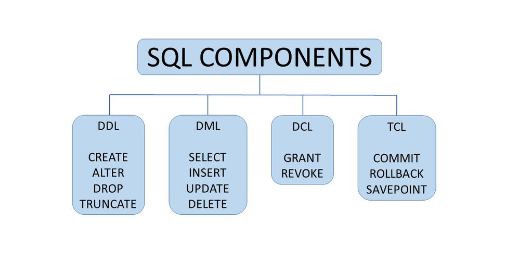 SQL COMPONENTS
DDL
CREATE
ALTER
DROP
TRUNCATE
DML
SELECT
INSERT
UPDATE
DELETE
DCL
GRANT
REVOKE
TCL
COMMIT
ROLLBACK
SAVEPOINT